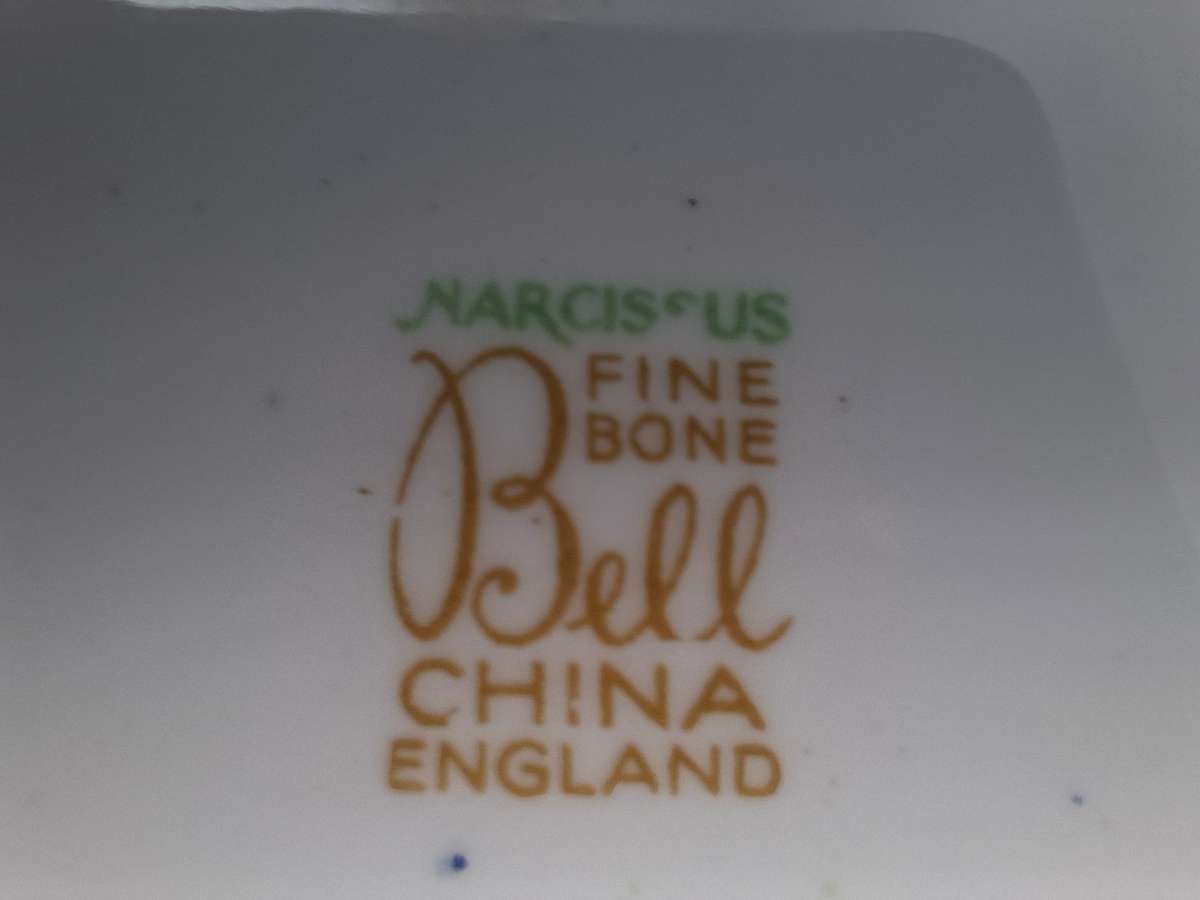 NARCISSUS
FINE
BONE
Bell
CHINA
ENGLAND